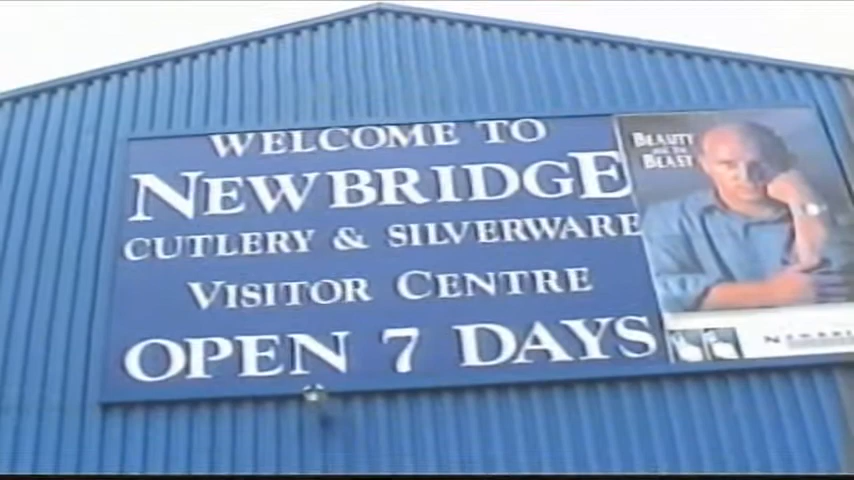 WELCOME TO
NEWBRIDGE
CUTLERY & SILVERWARE
VISITOR CENTRE
OPEN 7 DAYS
BEAUTY
AND THE
BEAST